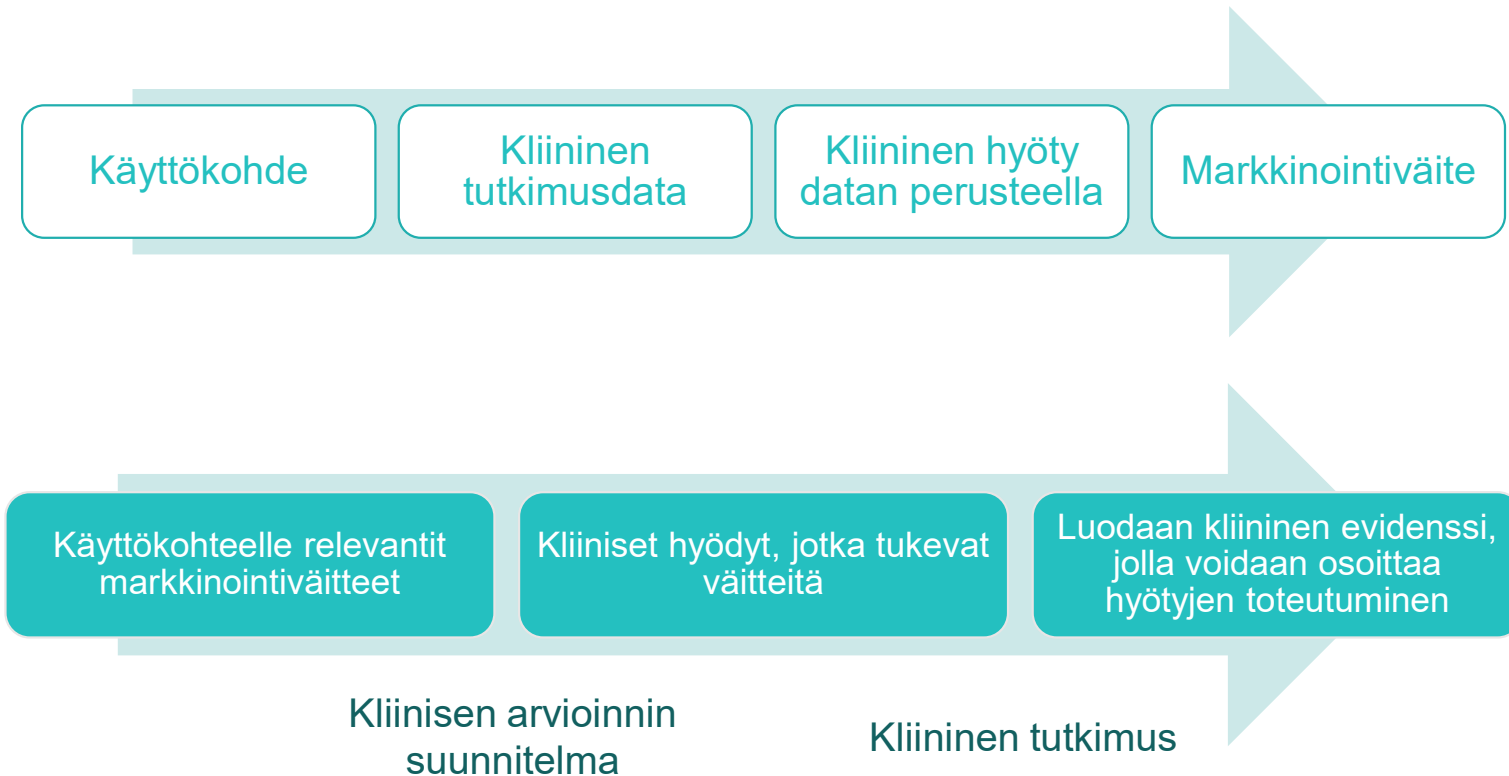 Käyttökohde
Kliininen
tutkimusdata
Kliininen hyöty
datan perusteella
Markkinointiväite
Käyttökohteelle relevantit
markkinointiväitteet
Kliiniset hyödyt, jotka tukevat
väitteitä
Luodaan kliininen evidenssi,
jolla voidaan osoittaa
hyötyjen toteutuminen
Kliinisen arvioinnin
suunnitelma
Kliininen tutkimus